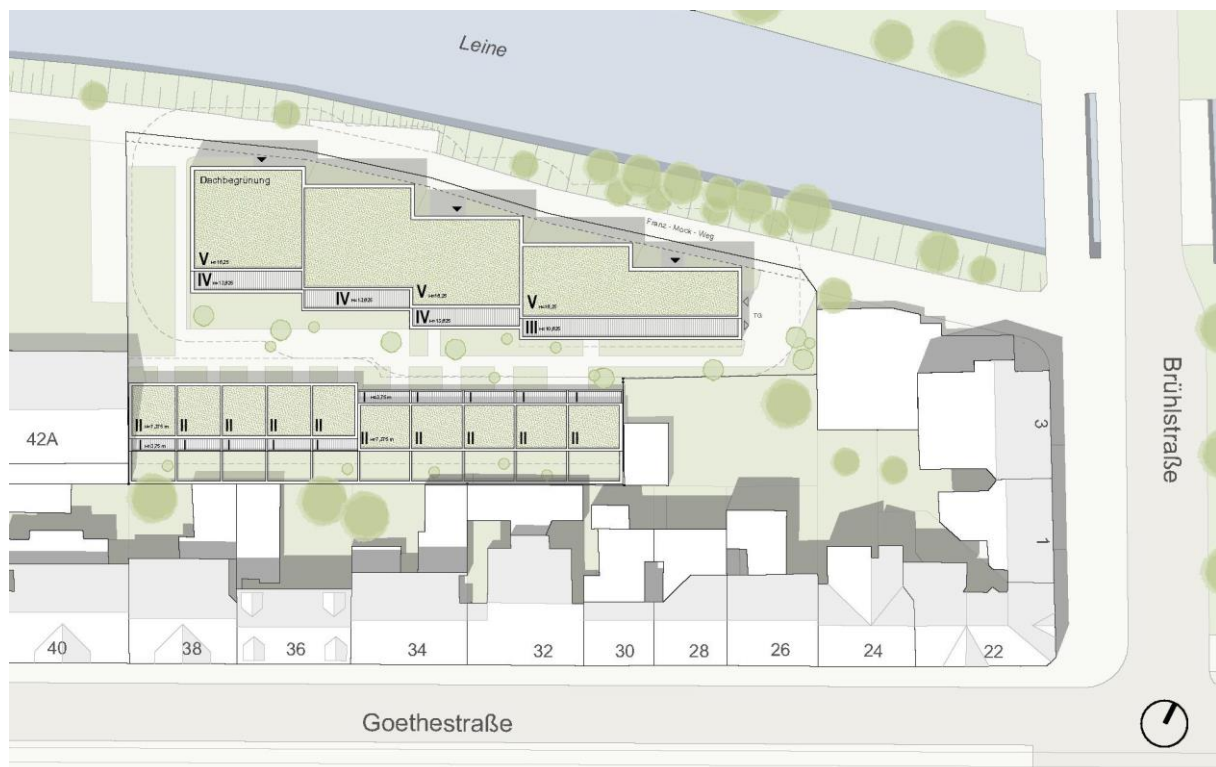 Leine
Dachbegrünung
Franz - Mock - Weg
V
IV
IV
V
V
IV
III
TG
I
I
I
I
I
II
II
II
II
II
II
II
II
II
II
I
I
I
I
I
42A
3
1
Brühlstraße
40
38
36
34
32
30
28
26
24
22
Goethestraße